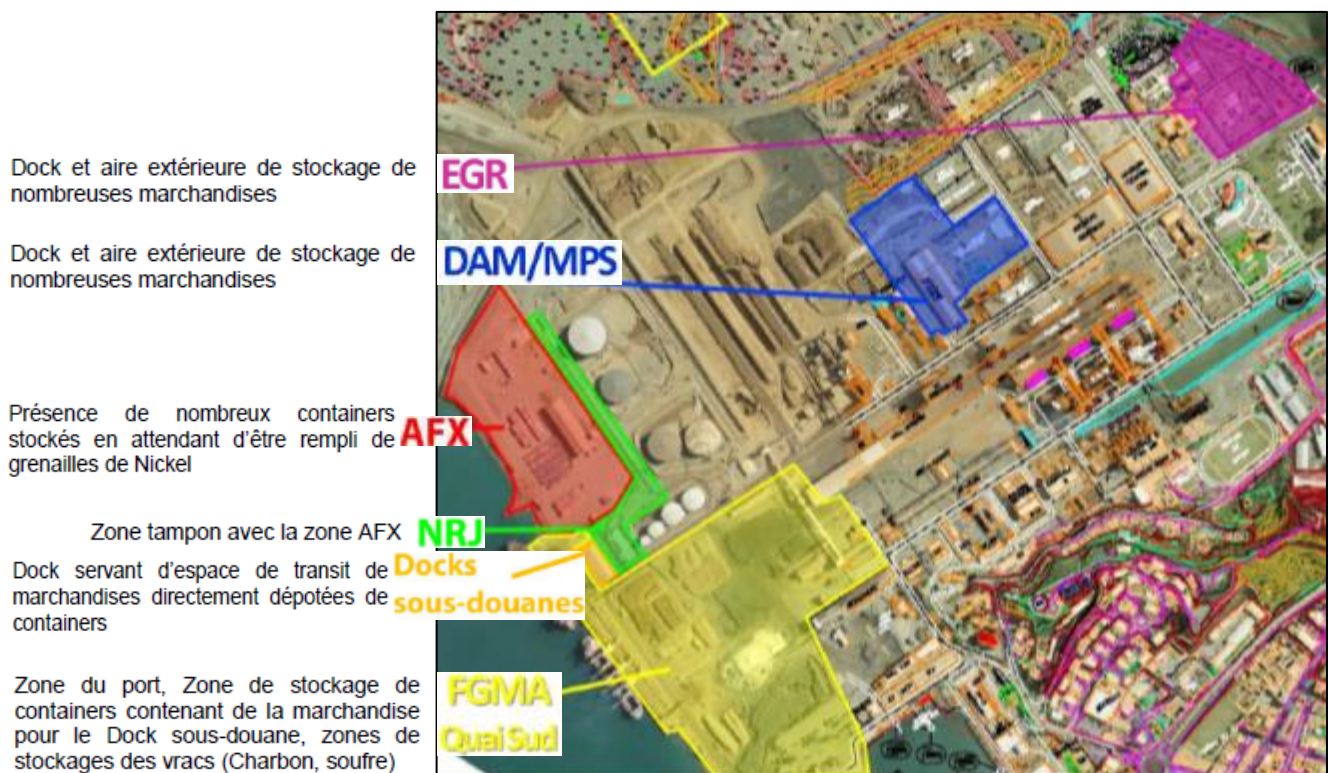 Dock et aire extérieure de stockage de
nombreuses marchandises
EGR
Dock et aire extérieure de stockage de
nombreuses marchandises
DAM/MPS
Présence de nombreux containers
stockés en attendant d'être rempli de
grenailles de Nickel
AFX
Zone tampon avec la zone AFX
NRJ
Dock servant d'espace de transit de
marchandises directement dépotées de
containers
Docks
sous-douanes
Zone du port, Zone de stockage de
containers contenant de la marchandise
pour le Dock sous-douane, zones de
stockages des vracs (Charbon, soufre)
FGMA
Quai Sud